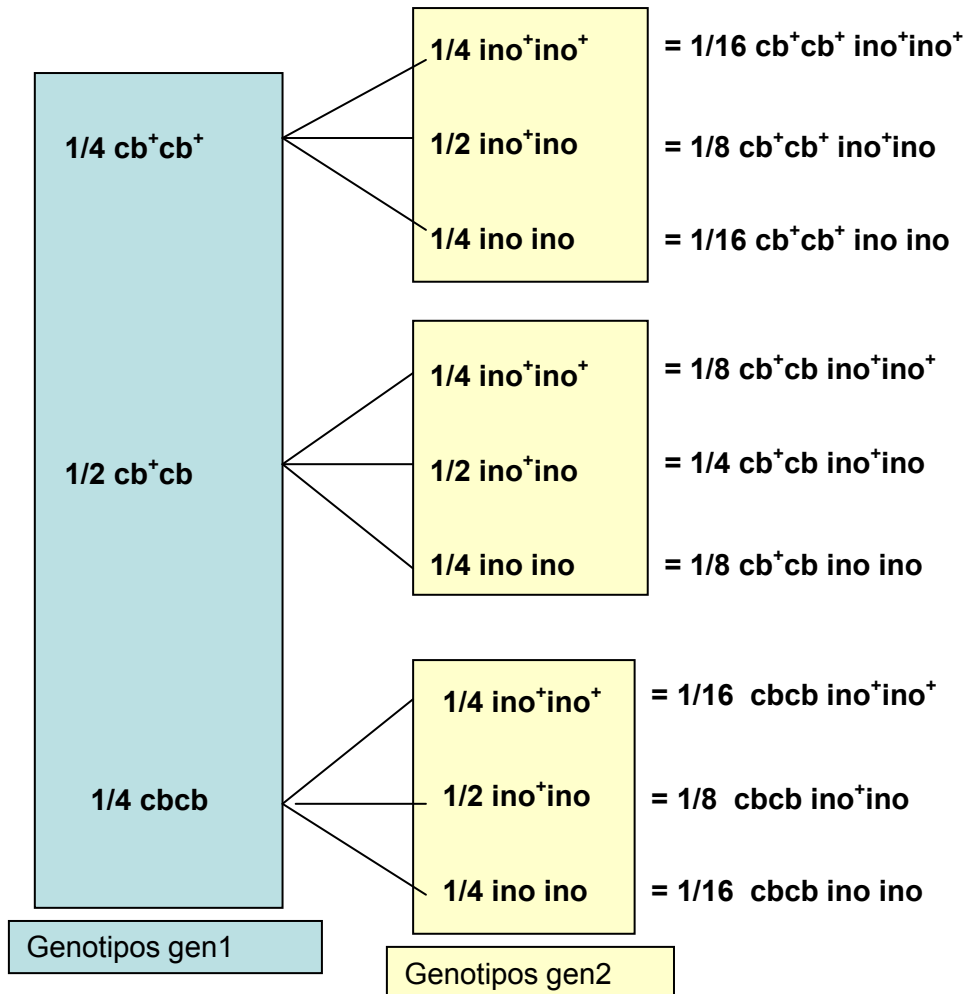 1/4 cb⁺cb⁺
1/4 ino⁺ino⁺ = 1/16 cb⁺cb⁺ ino⁺ino⁺
1/2 ino⁺ino = 1/8 cb⁺cb⁺ ino⁺ino
1/4 ino ino = 1/16 cb⁺cb⁺ ino ino
1/2 cb⁺cb
1/4 ino⁺ino⁺ = 1/8 cb⁺cb ino⁺ino⁺
1/2 ino⁺ino = 1/4 cb⁺cb ino⁺ino
1/4 ino ino = 1/8 cb⁺cb ino ino
1/4 cbcb
1/4 ino⁺ino⁺ = 1/16 cbcb ino⁺ino⁺
1/2 ino⁺ino = 1/8 cbcb ino⁺ino
1/4 ino ino = 1/16 cbcb ino ino
Genotipos gen1
Genotipos gen2